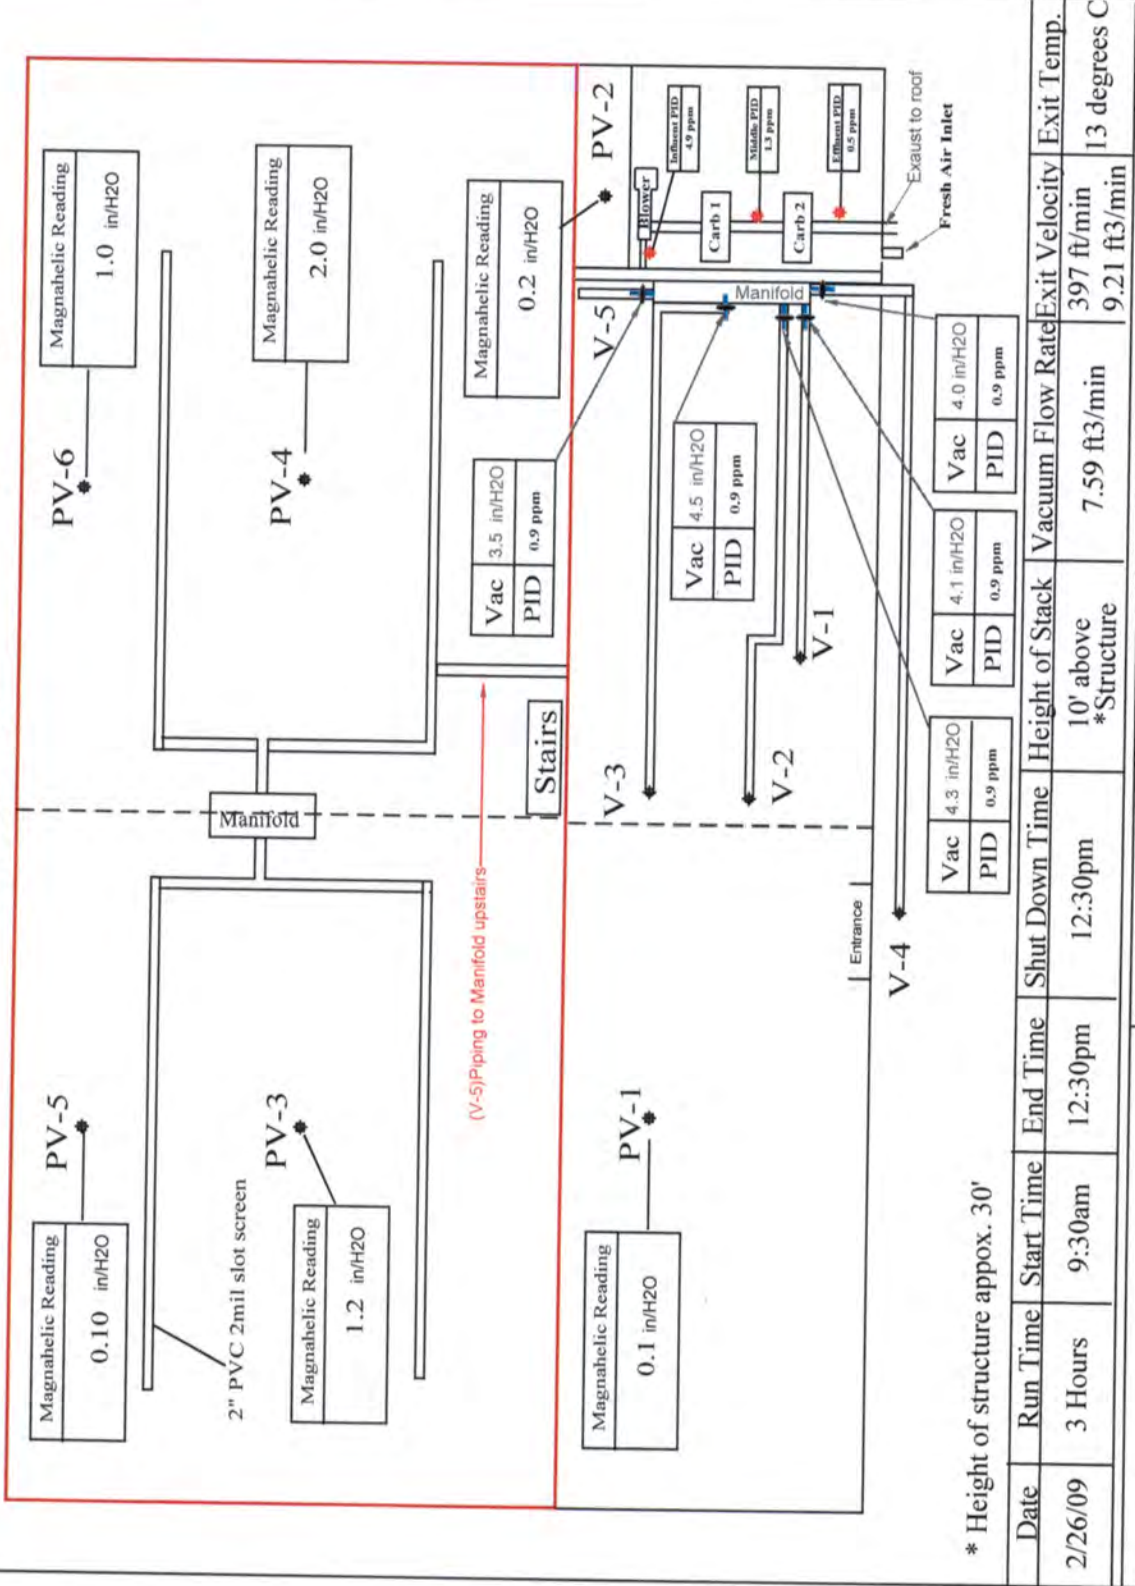 Magnahelic Reading
0.10 in/H2O
PV-5
2" PVC 2mil slot screen
Magnahelic Reading
1.2 in/H2O
PV-3
Manifold
PV-6
Magnahelic Reading
1.0 in/H2O
PV-4
Magnahelic Reading
2.0 in/H2O
(V-5)Piping to Manifold upstairs
Stairs
Vac 3.5 in/H2O
PID 0.9 ppm
Magnahelic Reading
0.2 in/H2O
PV-2
Magnahelic Reading
0.1 in/H2O
PV-1
V-3
V-2
V-1
V-5
Vac 4.5 in/H2O
PID 0.9 ppm
Manifold
Blower
Influent PID
4.9 ppm
Carb 1
Middle PID
1.3 ppm
Carb 2
Effluent PID
0.5 ppm
Exaust to roof
Fresh Air Inlet
Entrance
V-4
Vac 4.3 in/H2O
PID 0.9 ppm
Vac 4.1 in/H2O
PID 0.9 ppm
Vac 4.0 in/H2O
PID 0.9 ppm
* Height of structure appox. 30'
Date Run Time Start Time End Time Shut Down Time Height of Stack Vacuum Flow Rate Exit Velocity Exit Temp.
2/26/09 3 Hours 9:30am 12:30pm 12:30pm 10' above 7.59 ft3/min 397 ft/min 13 degrees C
*Structure 9.21 ft3/min